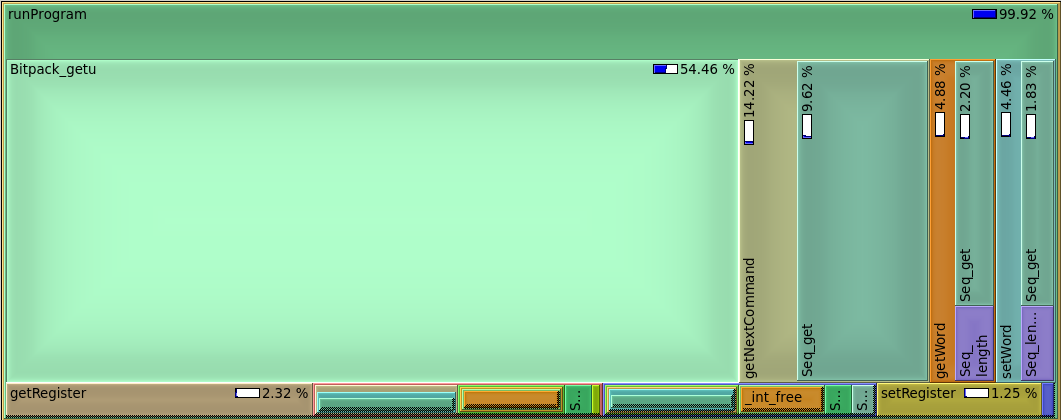 runProgram 99.92 %
Bitpack_getu 54.46 %
getNextCommand 14.22 %
Seq_get 9.62 %
getWord 4.88 %
Seq_get 2.20 %
Seq_
length
setWord 4.46 %
Seq_get 1.83 %
Seq_len...
getRegister 2.32 %
S...
_int_free
S...
S...
setRegister 1.25 %